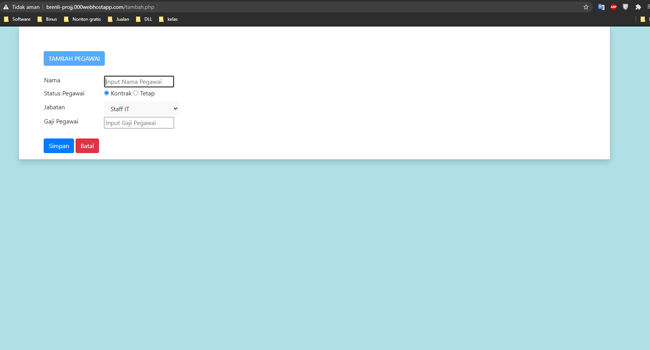 Tidak aman | brenli-projj.000webhostapp.com/tambah.php
Software Binus Nonton gratis Jualan DLL kelas
TAMBAH PEGAWAI
Nama Input Nama Pegawai
Status Pegawai Kontrak Tetap
Jabatan Staff IT
Gaji Pegawai Input Gaji Pegawai
Simpan Batal